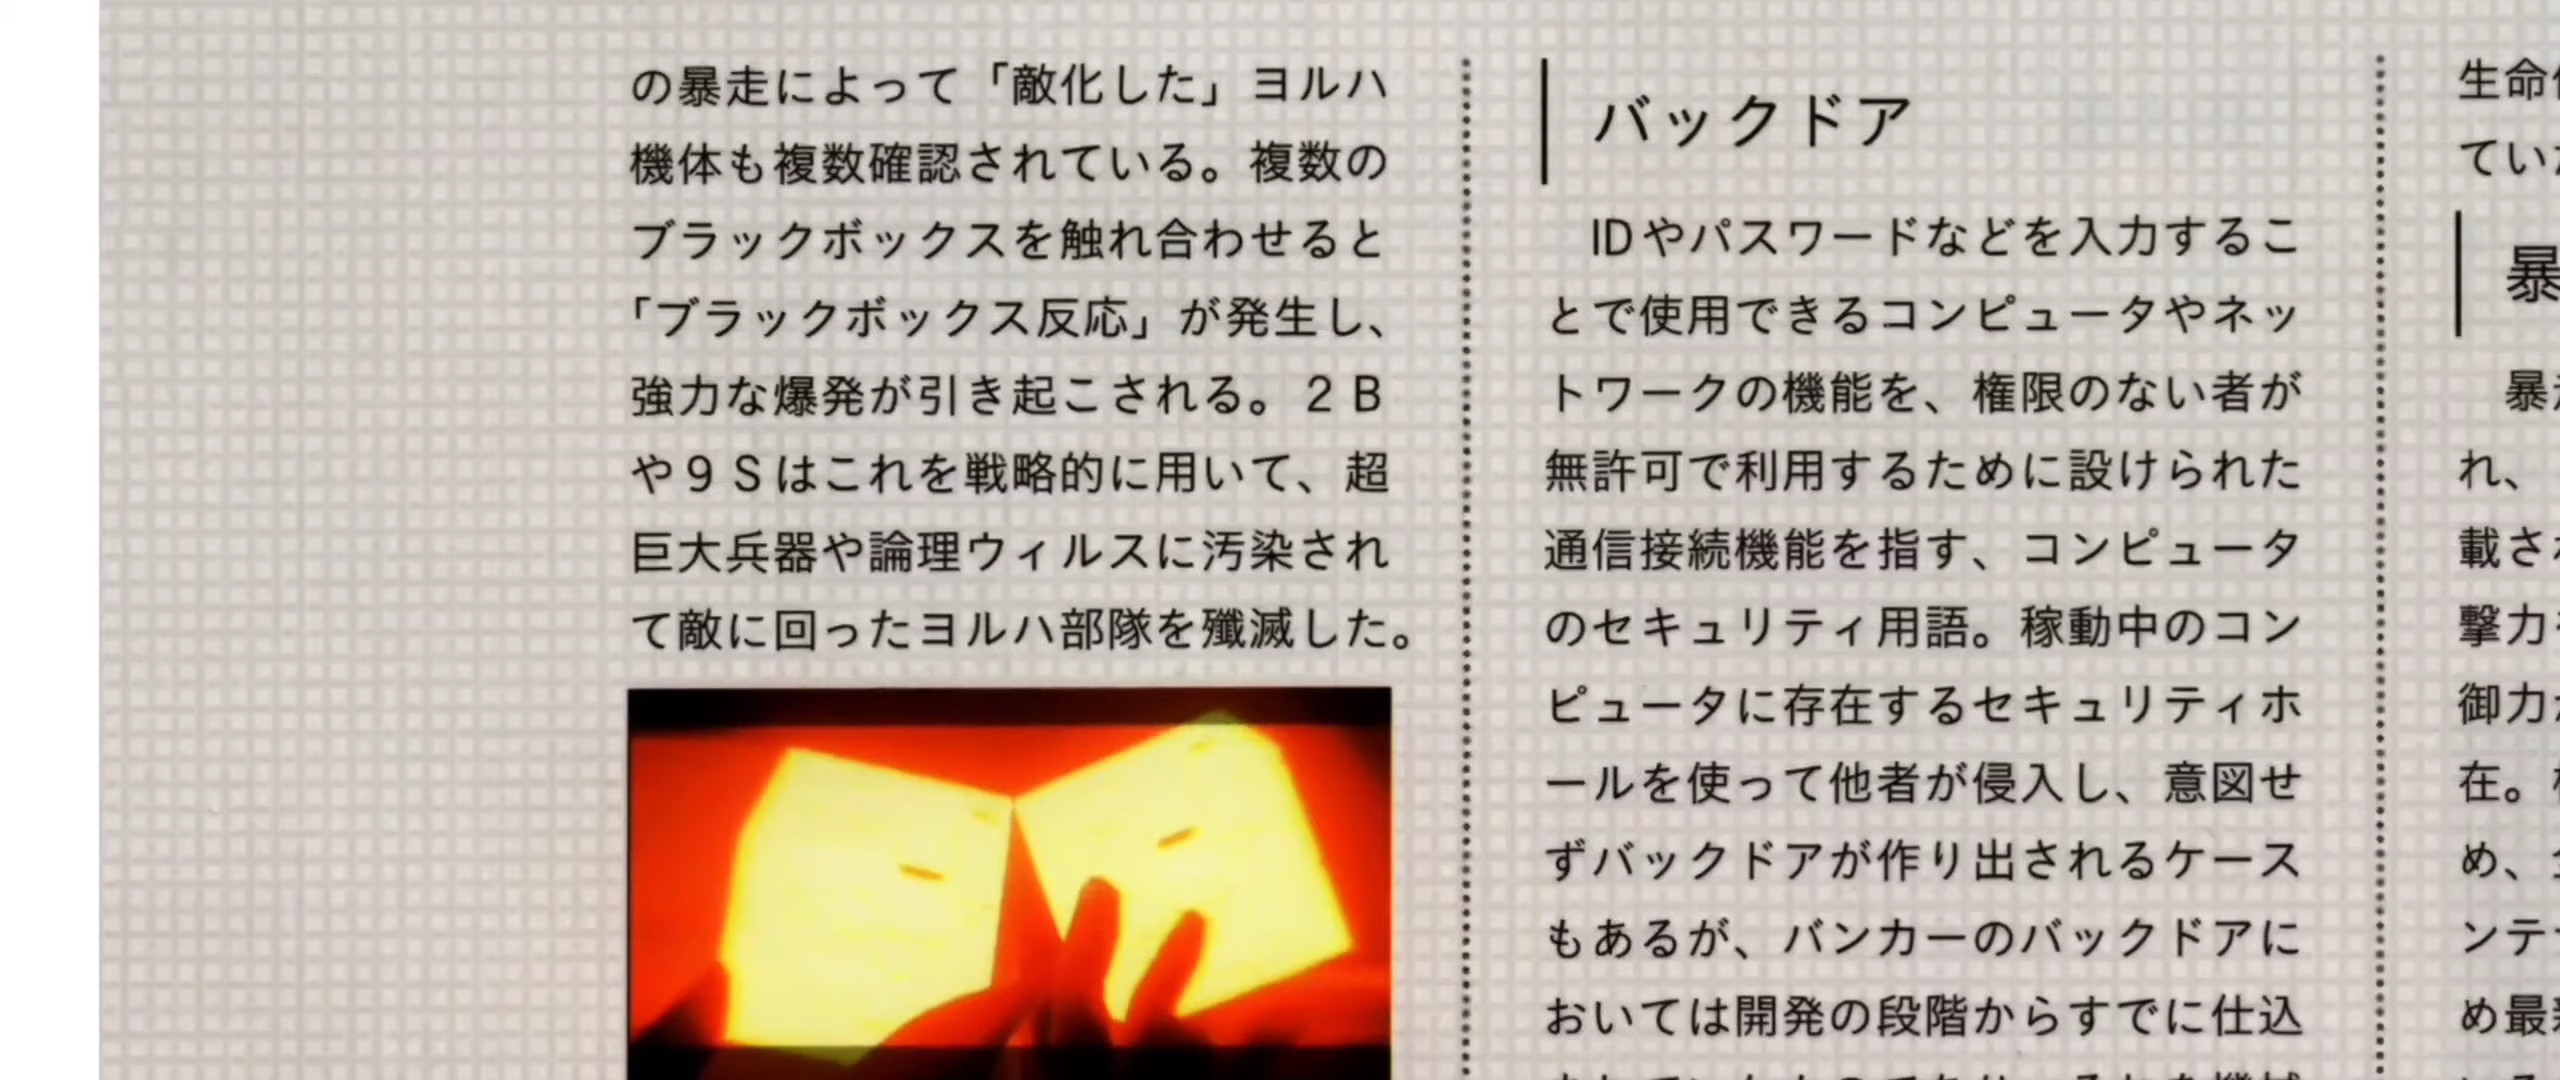 の暴走によって「敵化した」ヨルハ
機体も複数確認されている。複数の
ブラックボックスを触れ合わせると
「ブラックボックス反応」が発生し、
強力な爆発が引き起こされる。２Ｂ
や９Ｓはこれを戦略的に用いて、超
巨大兵器や論理ウィルスに汚染され
て敵に回ったヨルハ部隊を殲滅した。
バックドア
IDやパスワードなどを入力するこ
とで使用できるコンピュータやネッ
トワークの機能を、権限のない者が
無許可で利用するために設けられた
通信接続機能を指す、コンピュータ
のセキュリティ用語。稼動中のコン
ピュータに存在するセキュリティホ
ールを使って他者が侵入し、意図せ
ずバックドアが作り出されるケース
もあるが、バンカーのバックドアに
おいては開発の段階からすでに仕込
生命
てい
暴
暴
れ、
載さ
撃力
御力
在。
め、
ンテ
め最